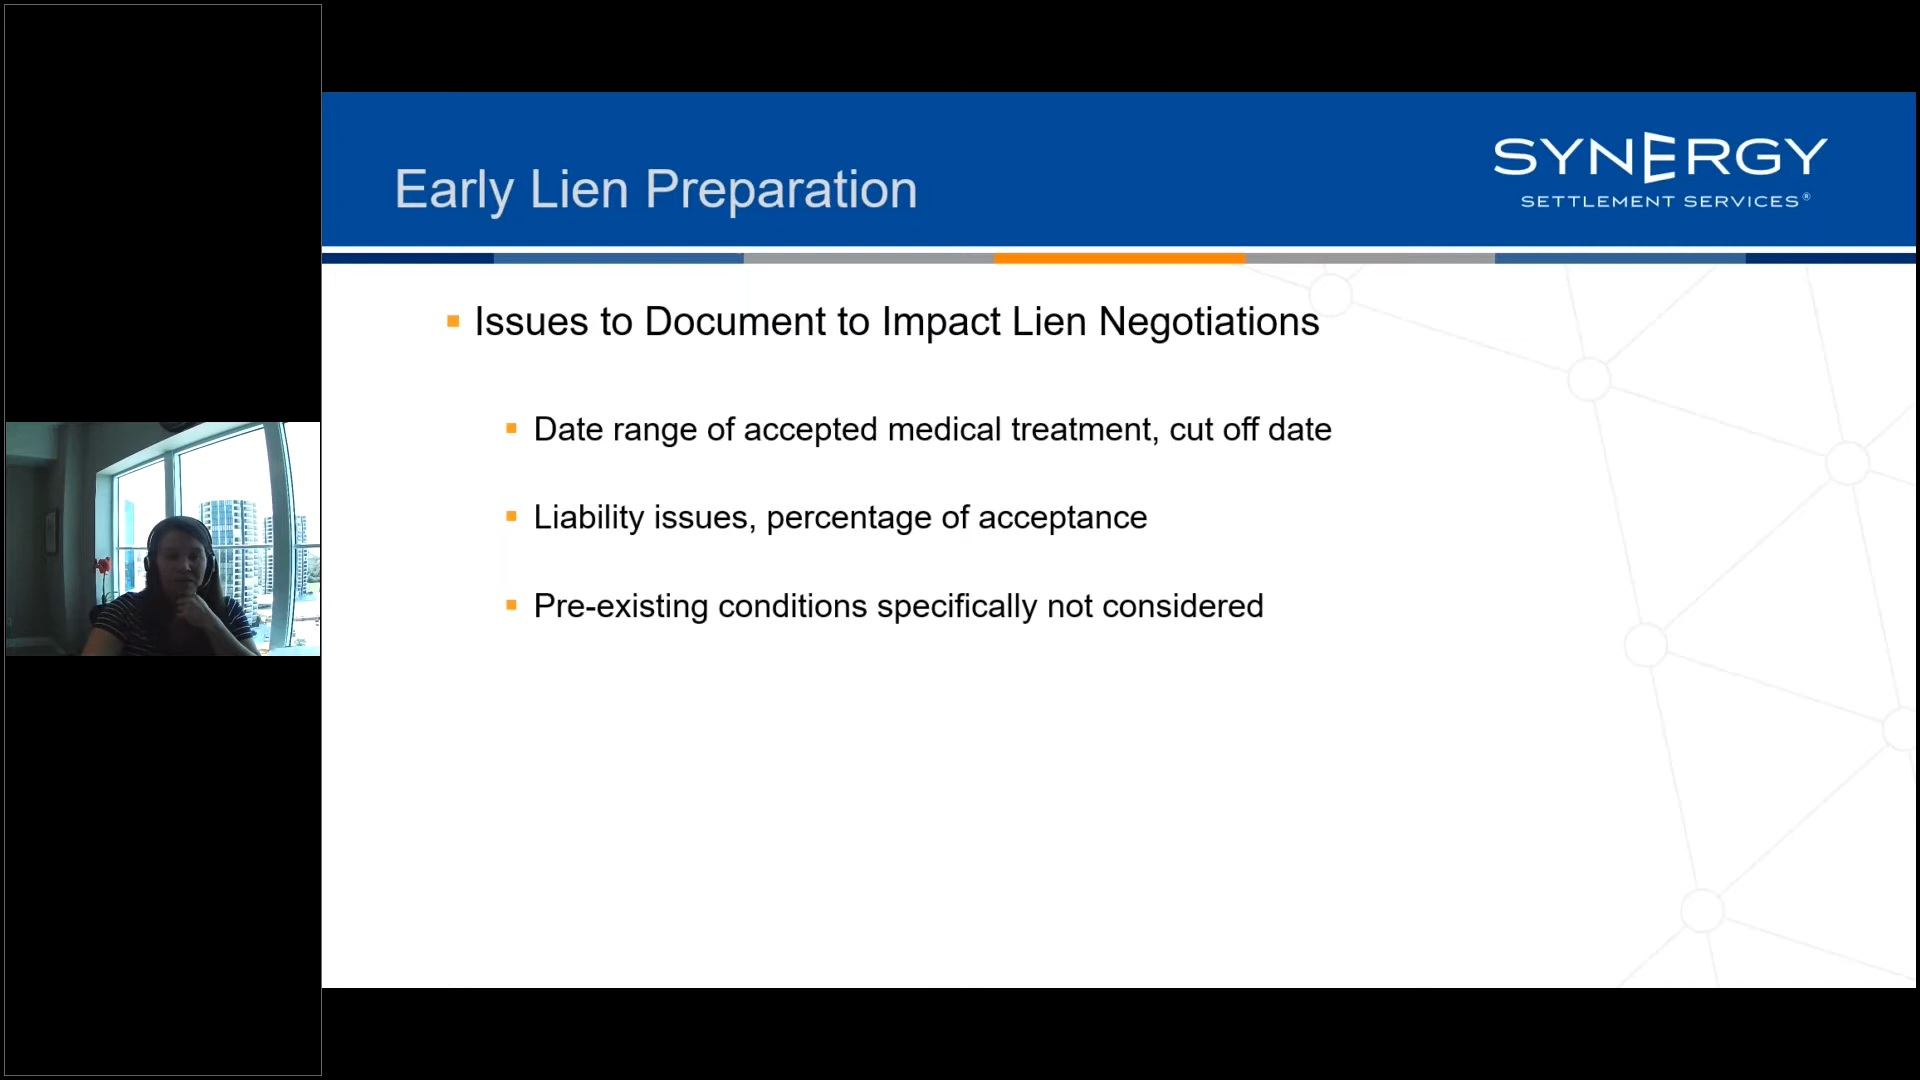 Early Lien Preparation
SYNERGY
SETTLEMENT SERVICES®
Issues to Document to Impact Lien Negotiations
Date range of accepted medical treatment, cut off date
Liability issues, percentage of acceptance
Pre-existing conditions specifically not considered